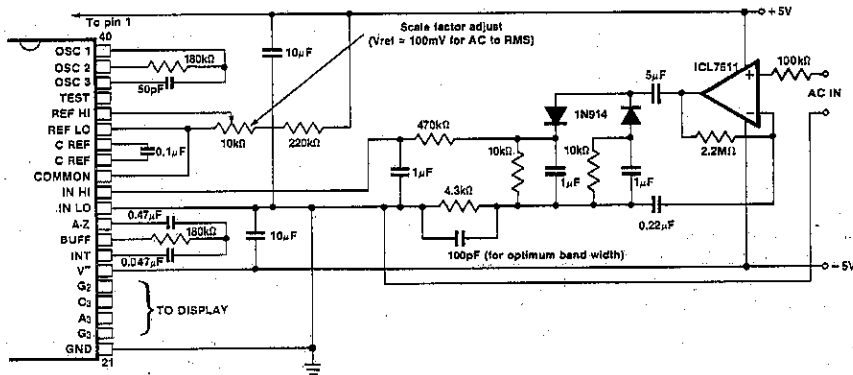 To pin 1
40
OSC 1
OSC 2
OSC 3
TEST
REF HI
REF LO
C REF
C REF
COMMON
IN HI
IN LO
A-Z
BUFF
INT
V⁻
G2
C3
A3
G3
GND
21
180kΩ
50pF
0.1µF
0.47µF
180kΩ
0.047µF
TO DISPLAY
10µF
Scale factor adjust
(Vref = 100mV for AC to RMS)
10kΩ
220kΩ
10µF
470kΩ
1µF
4.3kΩ
100pF (for optimum band width)
10kΩ
1µF
1N914
10kΩ
1µF
5µF
0.22µF
ICL7611
+
−
2.2MΩ
100kΩ
AC IN
+5V
−5V